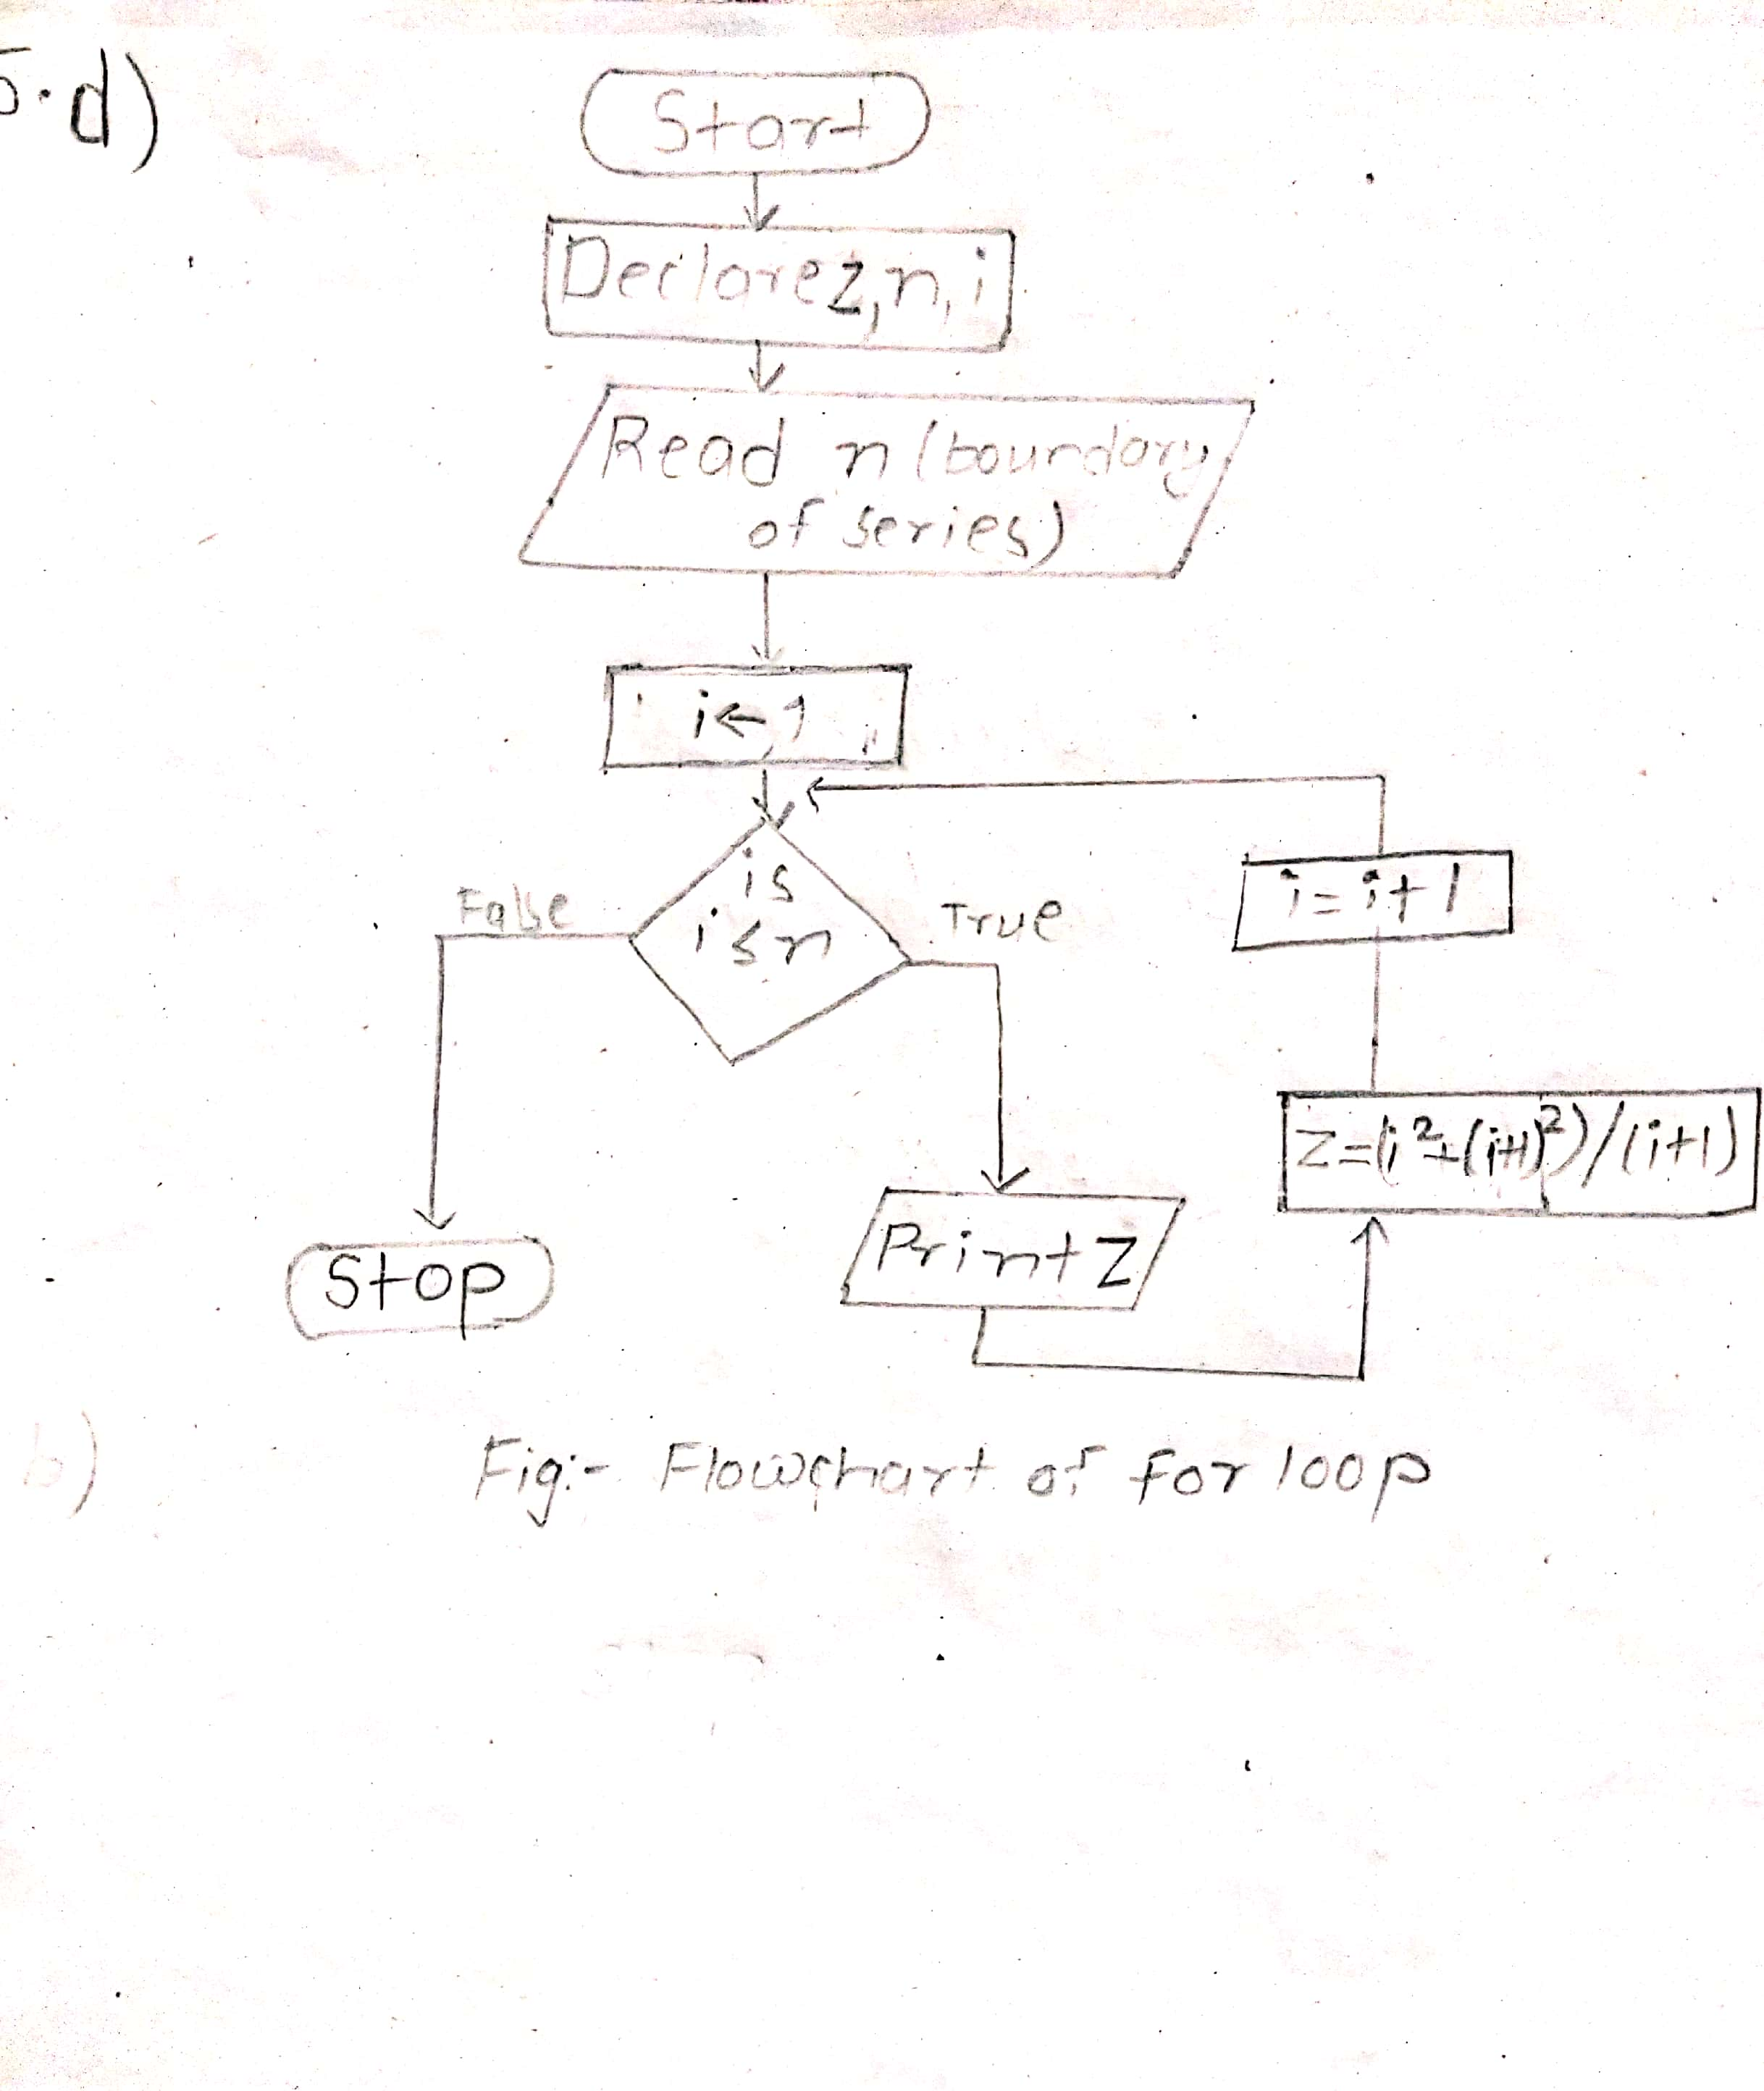 5.d)
Start
Declare z, n, i
Read n (boundary
of series)
i←1
is
i≤n
False
True
i=i+1
z=(i²+(i+1)²)/(i+1)
Print z
Stop
b)
Fig:- Flowchart of for loop